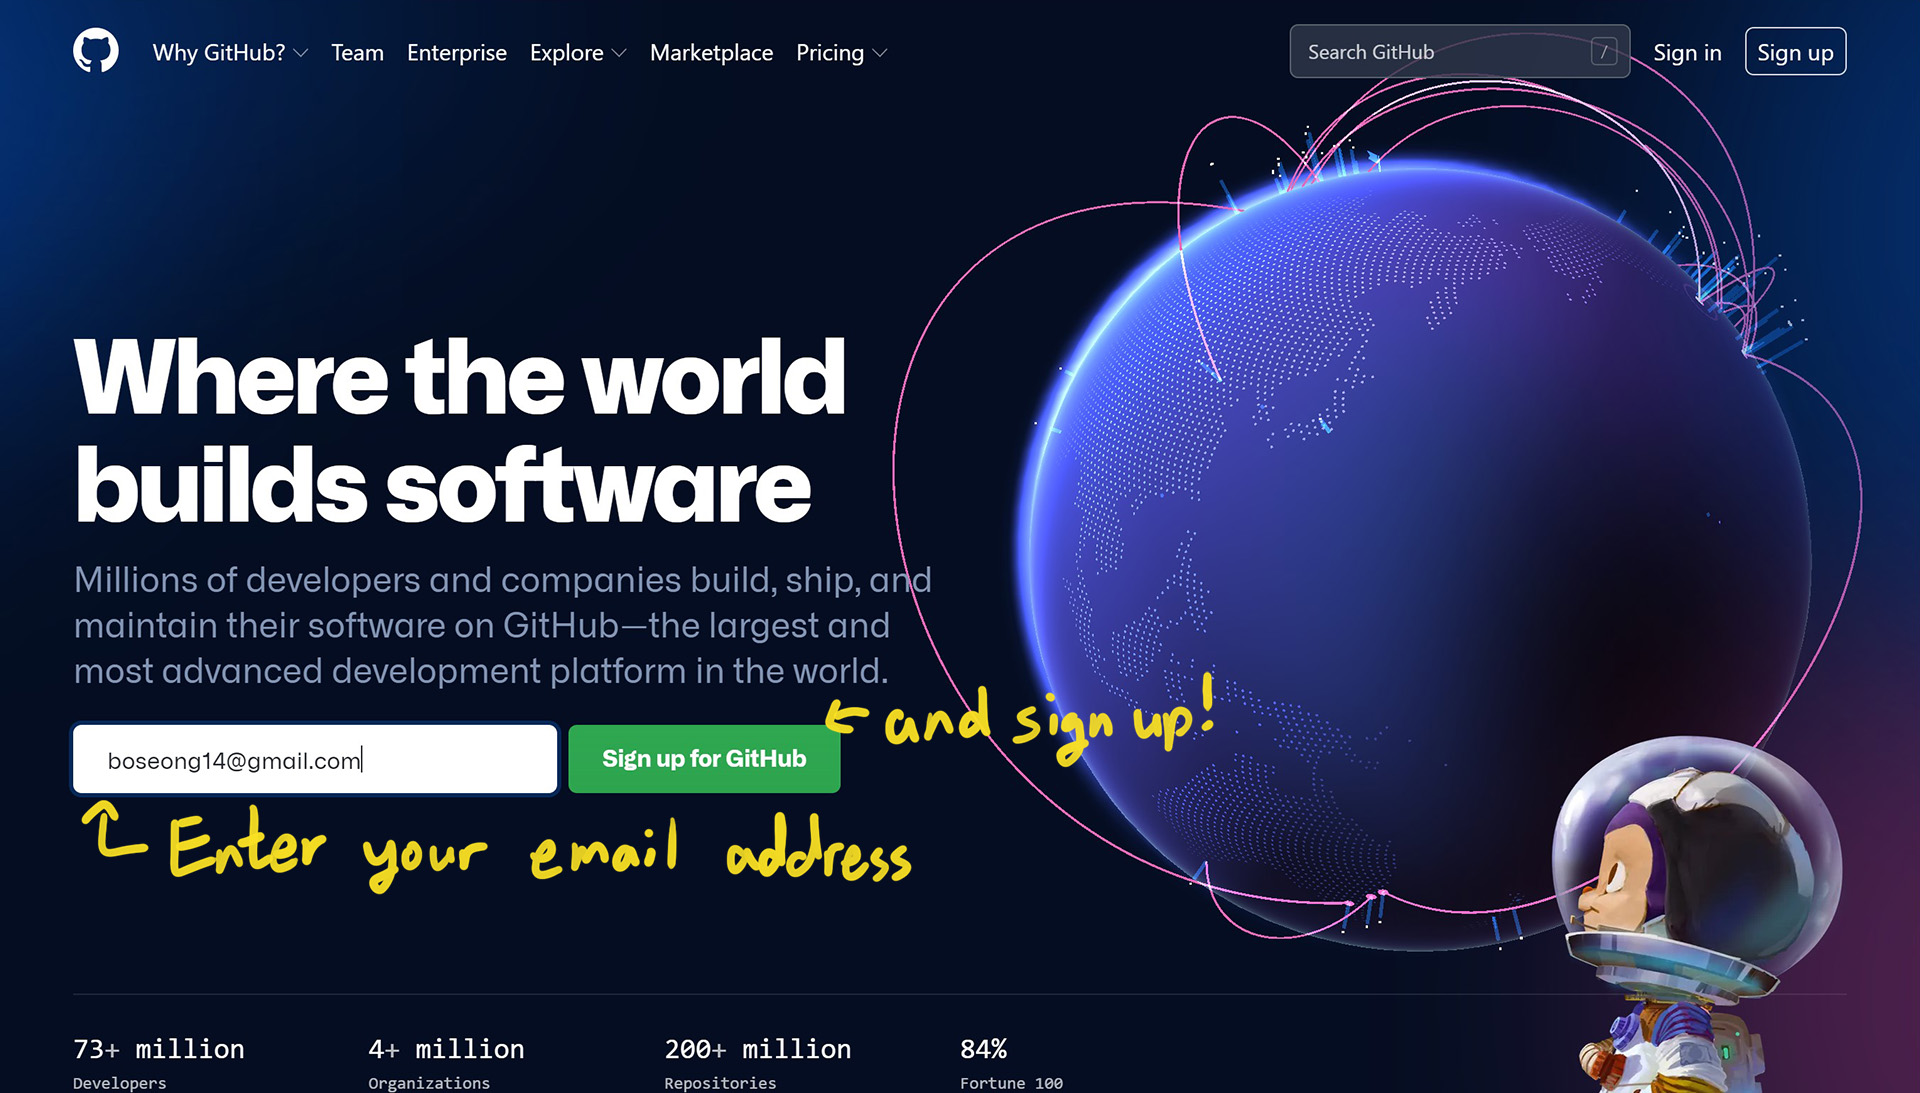 Why GitHub? Team Enterprise Explore Marketplace Pricing Search GitHub / Sign in Sign up
Where the world
builds software
Millions of developers and companies build, ship, and
maintain their software on GitHub—the largest and
most advanced development platform in the world.
← and sign up!
boseong14@gmail.com Sign up for GitHub
Enter your email address
73+ million 4+ million 200+ million 84%
Developers Organizations Repositories Fortune 100